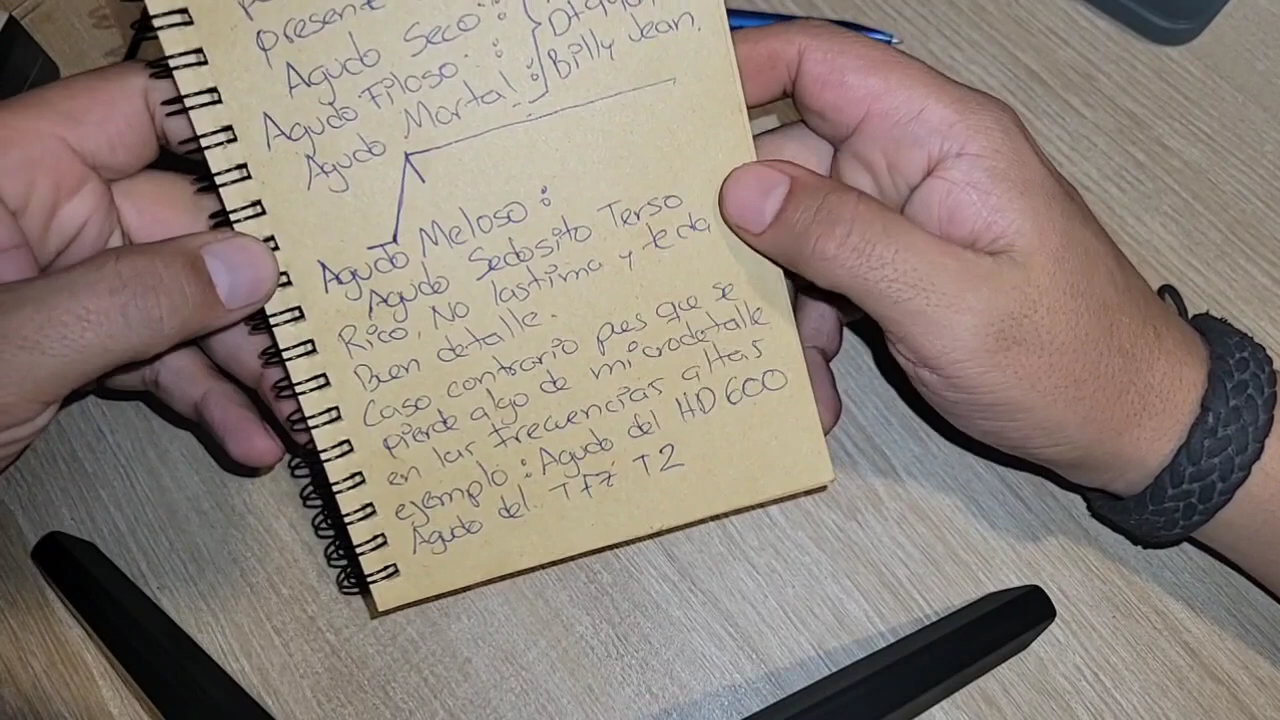 present
Agudo Seco :
Agudo Filoso :
Billy Jean.
Agudo Mortal :
Agudo Meloso :
Agudo Sedosito Terso
Rico, No lastima y te da
Buen detalle.
Caso contrario pues que se
pierde algo de microdetalle
en las frecuencias altas
ejemplo : Agudo del HD 600
Agudo del TFZ T2